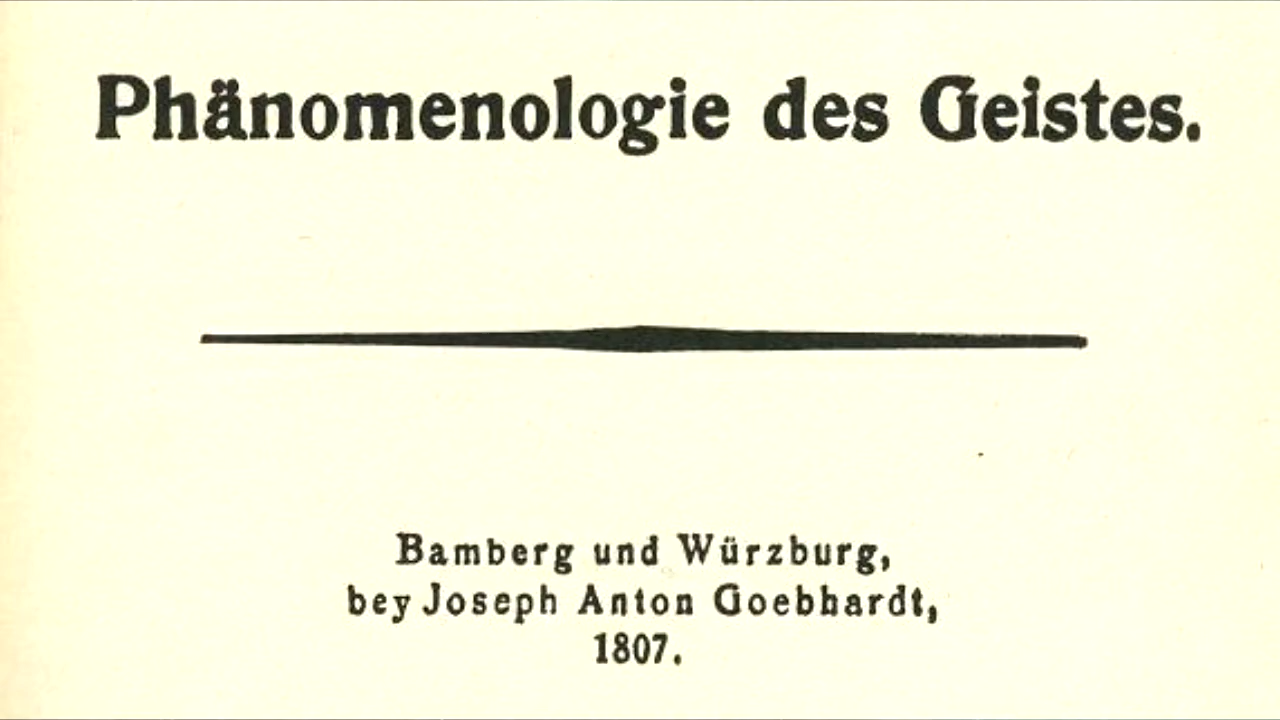 Phänomenologie des Geistes.
Bamberg und Würzburg,
bey Joseph Anton Goebhardt,
1807.